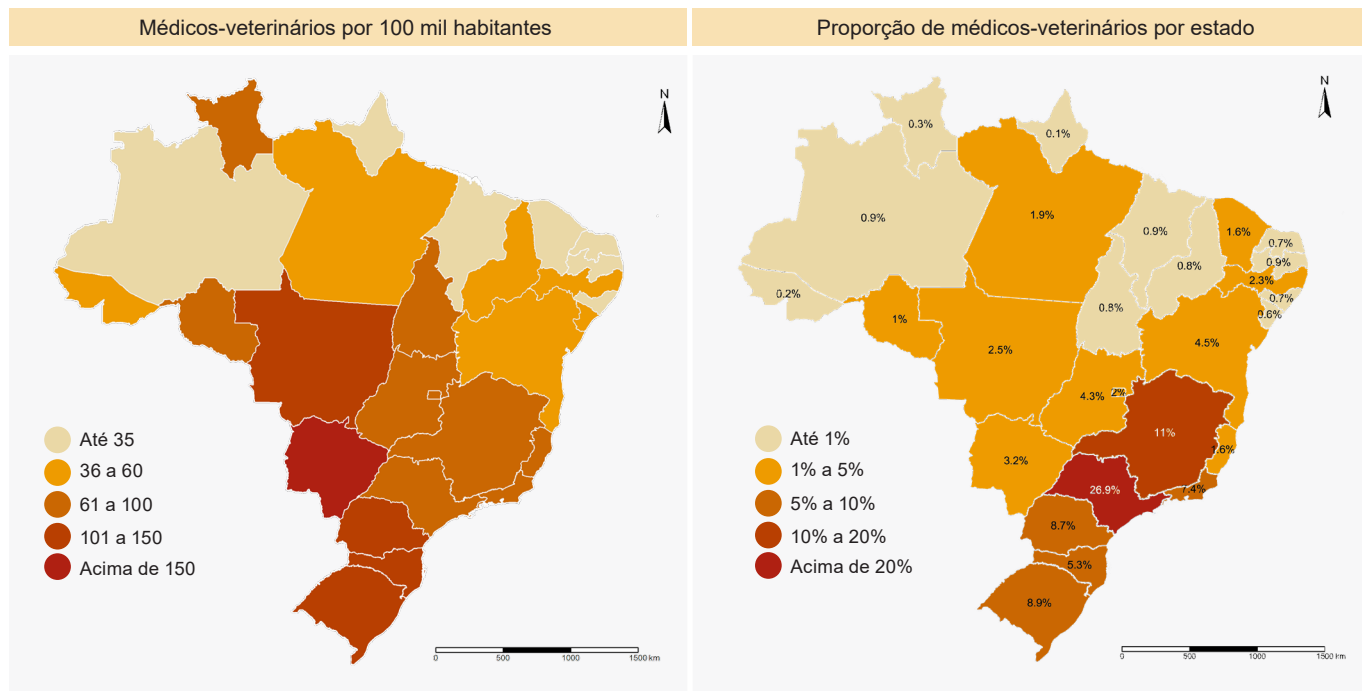 Médicos-veterinários por 100 mil habitantes
N
Até 35
36 a 60
61 a 100
101 a 150
Acima de 150
0 500 1000 1500 km
Proporção de médicos-veterinários por estado
N
0.3%
0.1%
0.9%
1.9%
0.9%
1.6%
0.7%
0.9%
0.8%
2.3%
0.2%
0.7%
0.8%
0.6%
1%
2.5%
4.5%
4.3%
2%
11%
1.6%
3.2%
26.9%
7.4%
8.7%
5.3%
8.9%
Até 1%
1% a 5%
5% a 10%
10% a 20%
Acima de 20%
0 500 1000 1500 km